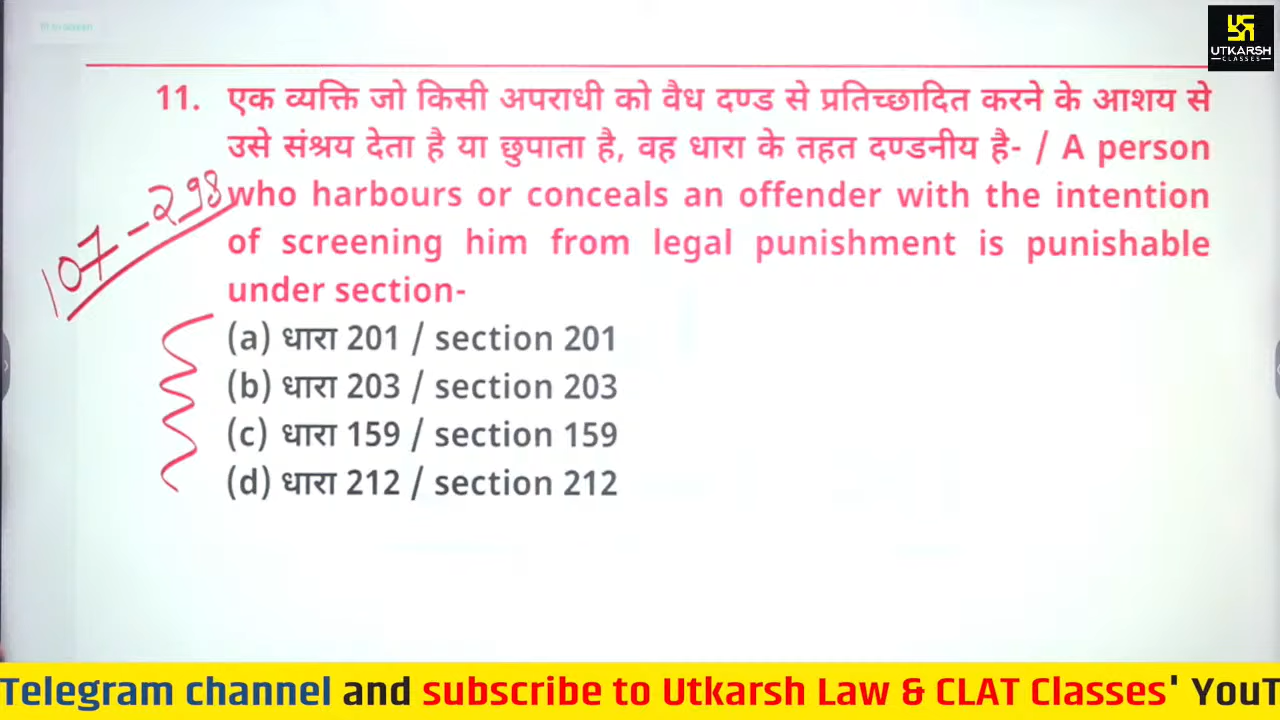 UTKARSH
CLASSES
11. एक व्यक्ति जो किसी अपराधी को वैध दण्ड से प्रतिच्छादित करने के आशय से
उसे संश्रय देता है या छुपाता है, वह धारा के तहत दण्डनीय है- / A person
who harbours or conceals an offender with the intention
of screening him from legal punishment is punishable
under section-
107-298
(a) धारा 201 / section 201
(b) धारा 203 / section 203
(c) धारा 159 / section 159
(d) धारा 212 / section 212
Telegram channel and subscribe to Utkarsh Law & CLAT Classes' YouT